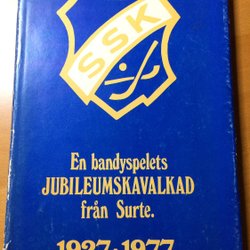 SSK
En bandyspelets
JUBILEUMSKAVALKAD
från Surte.
1927-1977